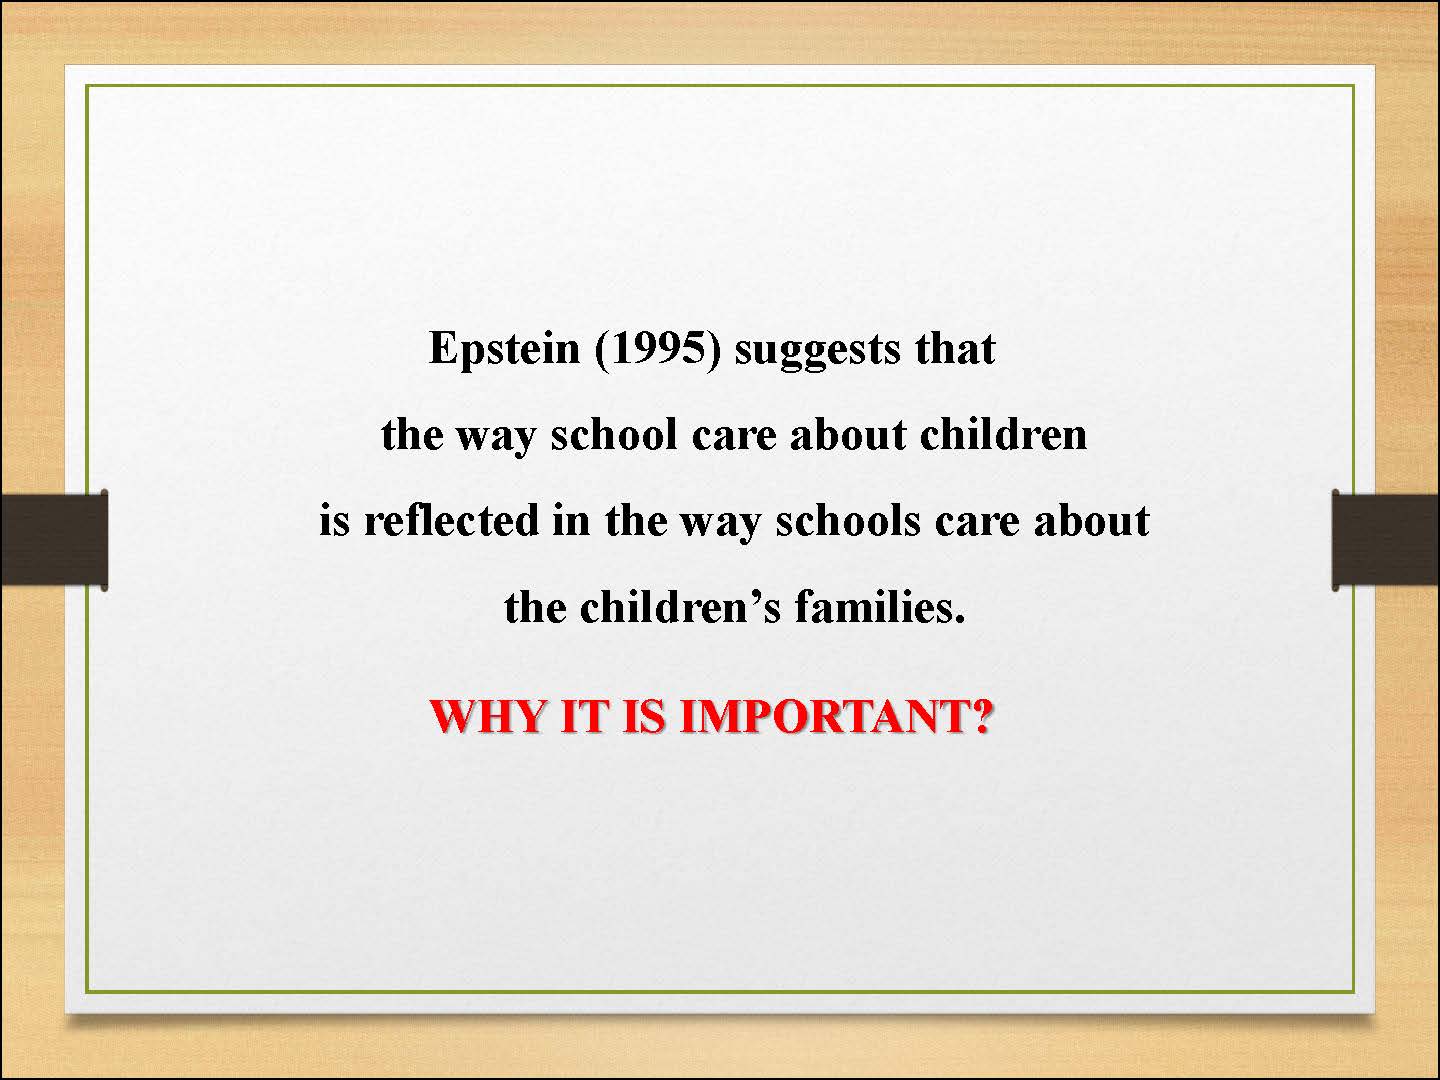 Epstein (1995) suggests that
the way school care about children
is reflected in the way schools care about
the children’s families.
WHY IT IS IMPORTANT?